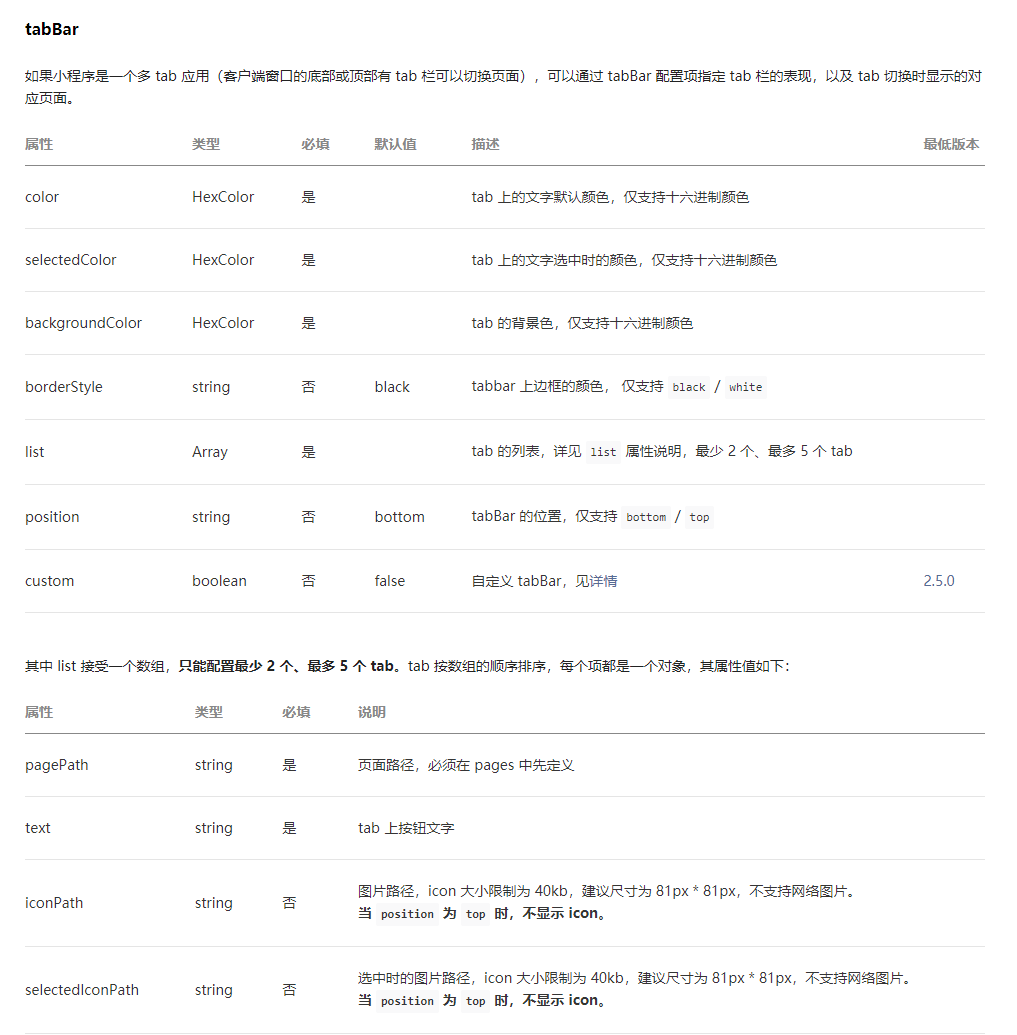 tabBar
如果小程序是一个多 tab 应用（客户端窗口的底部或顶部有 tab 栏可以切换页面），可以通过 tabBar 配置项指定 tab 栏的表现，以及 tab 切换时显示的对
应页面。
属性 类型 必填 默认值 描述 最低版本
color HexColor 是 tab 上的文字默认颜色，仅支持十六进制颜色
selectedColor HexColor 是 tab 上的文字选中时的颜色，仅支持十六进制颜色
backgroundColor HexColor 是 tab 的背景色，仅支持十六进制颜色
borderStyle string 否 black tabbar 上边框的颜色， 仅支持 black / white
list Array 是 tab 的列表，详见 list 属性说明，最少 2 个、最多 5 个 tab
position string 否 bottom tabBar 的位置，仅支持 bottom / top
custom boolean 否 false 自定义 tabBar，见详情 2.5.0
其中 list 接受一个数组，只能配置最少 2 个、最多 5 个 tab。tab 按数组的顺序排序，每个项都是一个对象，其属性值如下：
属性 类型 必填 说明
pagePath string 是 页面路径，必须在 pages 中先定义
text string 是 tab 上按钮文字
iconPath string 否 图片路径，icon 大小限制为 40kb，建议尺寸为 81px * 81px，不支持网络图片。
当 position 为 top 时，不显示 icon。
selectedIconPath string 否 选中时的图片路径，icon 大小限制为 40kb，建议尺寸为 81px * 81px，不支持网络图片。
当 position 为 top 时，不显示 icon。